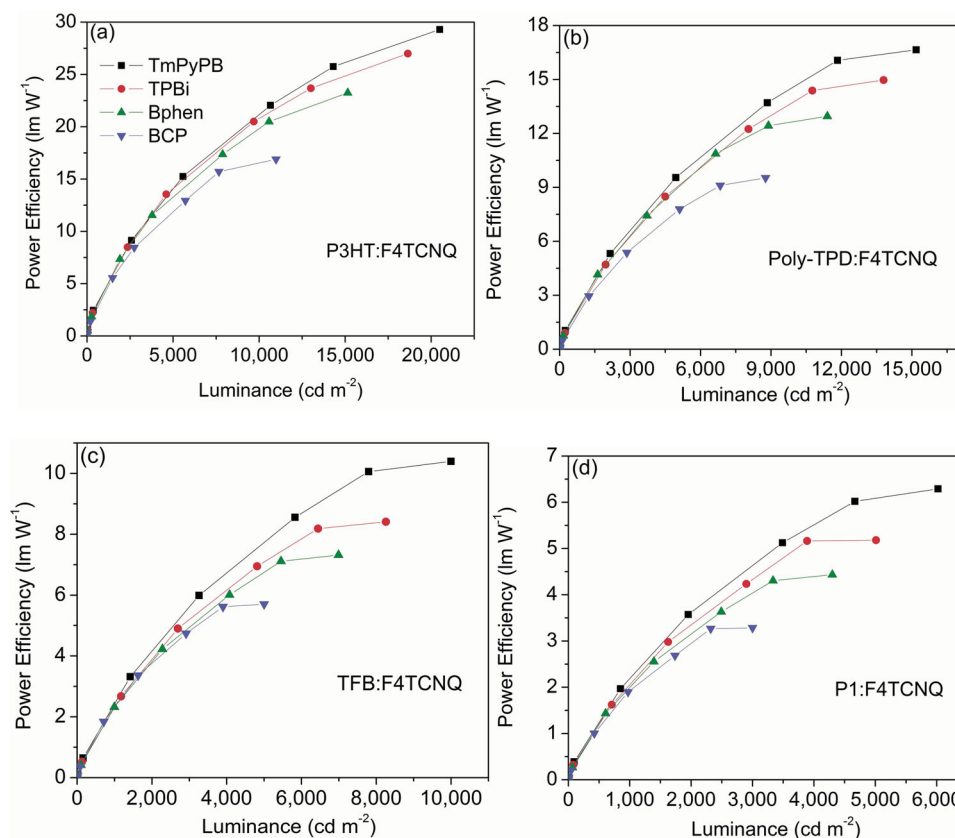 (a)
TmPyPB
TPBi
Bphen
BCP
P3HT:F4TCNQ
Power Efficiency (lm W⁻¹)
30
25
20
15
10
5
0
0 5,000 10,000 15,000 20,000
Luminance (cd m⁻²)
(b)
Poly-TPD:F4TCNQ
Power Efficiency (lm W⁻¹)
18
15
12
9
6
3
0
0 3,000 6,000 9,000 12,000 15,000
Luminance (cd m⁻²)
(c)
TFB:F4TCNQ
Power Efficiency (lm W⁻¹)
10
8
6
4
2
0
0 2,000 4,000 6,000 8,000 10,000
Luminance (cd m⁻²)
(d)
P1:F4TCNQ
Power Efficiency (lm W⁻¹)
7
6
5
4
3
2
1
0
0 1,000 2,000 3,000 4,000 5,000 6,000
Luminance (cd m⁻²)